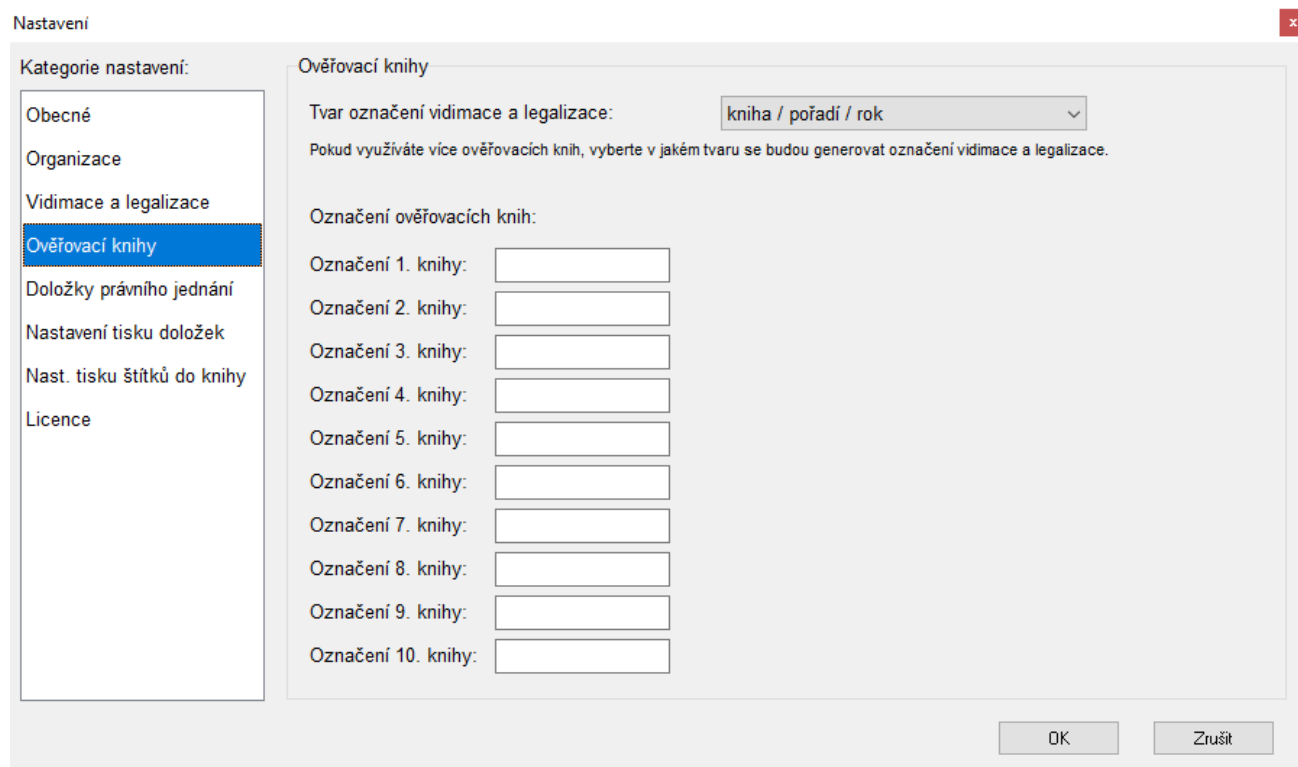 Nastavení
x
Kategorie nastavení:
Obecné
Organizace
Vidimace a legalizace
Ověřovací knihy
Doložky právního jednání
Nastavení tisku doložek
Nast. tisku štítků do knihy
Licence
Ověřovací knihy
Tvar označení vidimace a legalizace:
kniha / pořadí / rok
Pokud využíváte více ověřovacích knih, vyberte v jakém tvaru se budou generovat označení vidimace a legalizace.
Označení ověřovacích knih:
Označení 1. knihy:
Označení 2. knihy:
Označení 3. knihy:
Označení 4. knihy:
Označení 5. knihy:
Označení 6. knihy:
Označení 7. knihy:
Označení 8. knihy:
Označení 9. knihy:
Označení 10. knihy:
OK
Zrušit